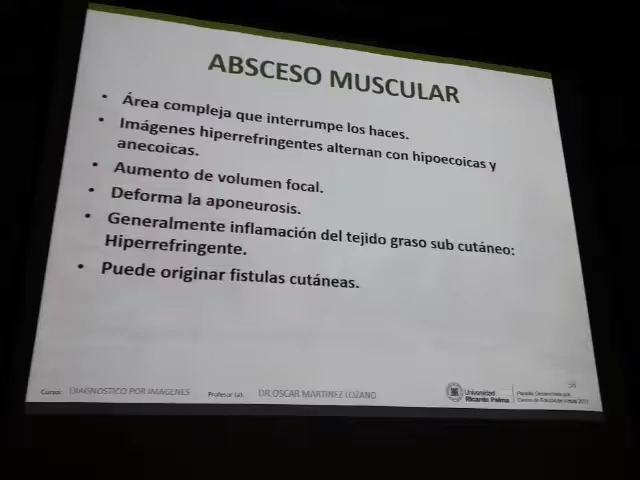 ABSCESO MUSCULAR
• Área compleja que interrumpe los haces.
• Imágenes hiperrefringentes alternan con hipoecoicas y
anecoicas.
• Aumento de volumen focal.
• Deforma la aponeurosis.
• Generalmente inflamación del tejido graso sub cutáneo:
Hiperrefringente.
• Puede originar fistulas cutáneas.
Curso: DIAGNOSTICO POR IMAGENES Profesor (a): DR.OSCAR MARTINEZ LOZANO
Universidad
Ricardo Palma